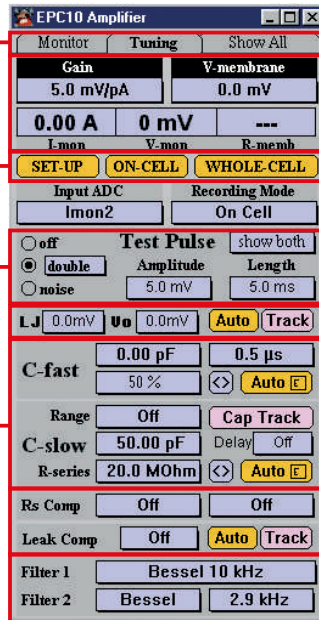 EPC10 Amplifier
Monitor Tuning Show All
Gain V-membrane
5.0 mV/pA 0.0 mV
0.00 A 0 mV ---
I-mon V-mon R-memb
SET-UP ON-CELL WHOLE-CELL
Input ADC Recording Mode
Imon2 On Cell
off Test Pulse show both
double Amplitude Length
noise 5.0 mV 5.0 ms
LJ 0.0mV Vo 0.0mV Auto Track
0.00 pF 0.5 µs
C-fast
50 % <> Auto E
Range Off Cap Track
C-slow 50.00 pF Delay Off
R-series 20.0 MOhm <> Auto E
Rs Comp Off Off
Leak Comp Off Auto Track
Filter 1 Bessel 10 kHz
Filter 2 Bessel 2.9 kHz